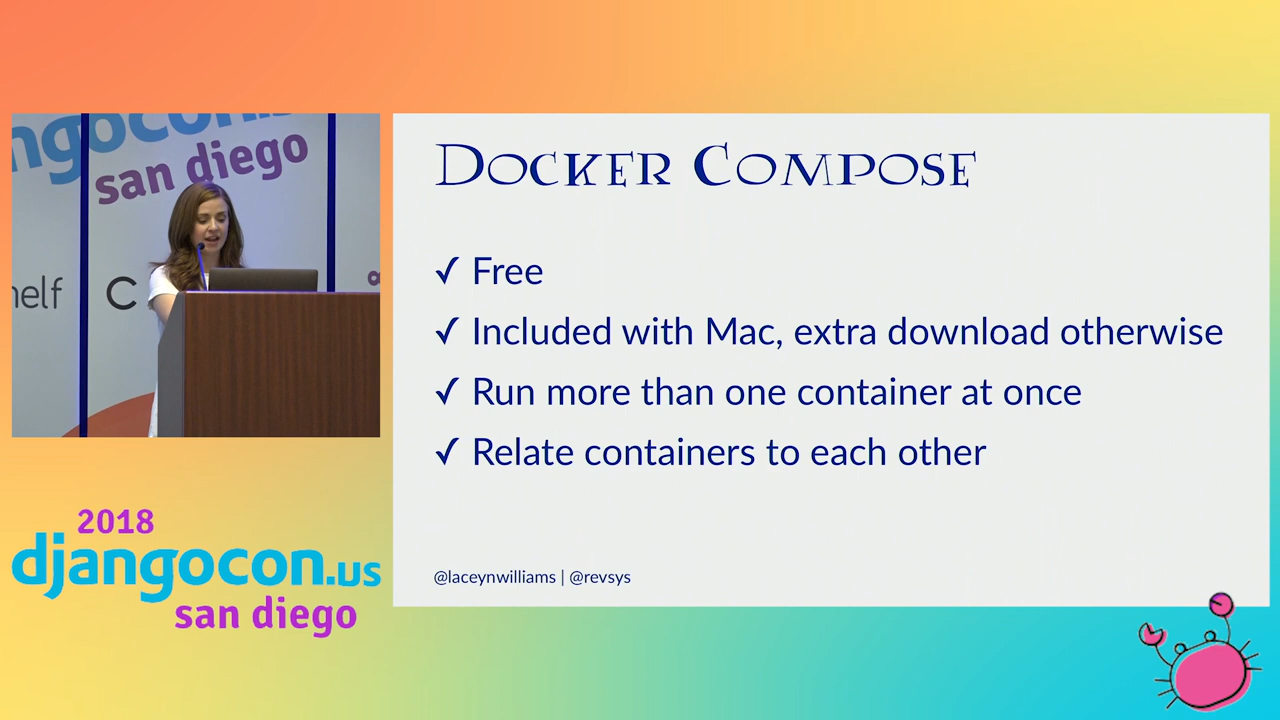 san diego
Docker Compose
✓ Free
✓ Included with Mac, extra download otherwise
✓ Run more than one container at once
✓ Relate containers to each other
@laceynwilliams | @revsys
2018
djangocon.us
san diego